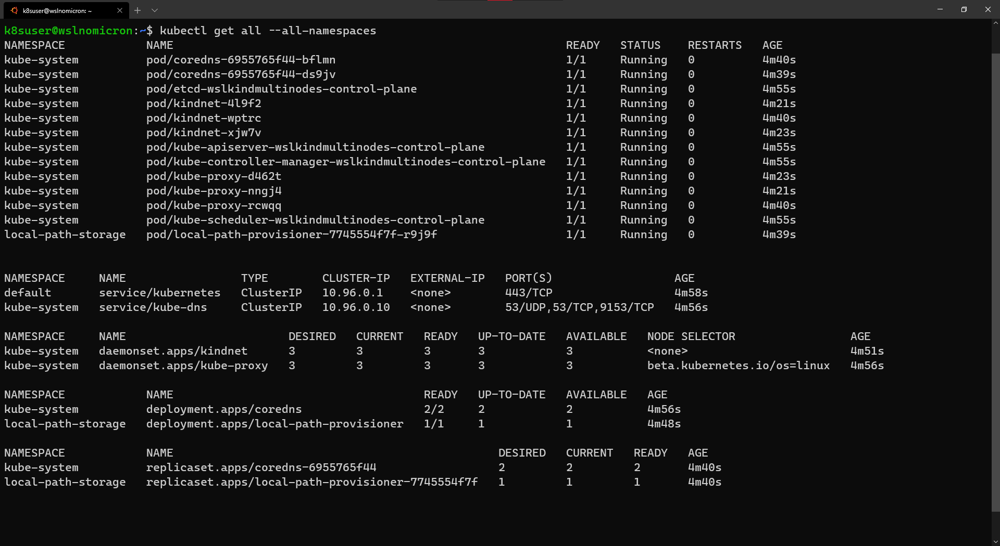 k8suser@wslnomicron: ~
k8suser@wslnomicron:~$ kubectl get all --all-namespaces
NAMESPACE            NAME                                                          READY   STATUS    RESTARTS   AGE
kube-system          pod/coredns-6955765f44-bflmn                                  1/1     Running   0          4m40s
kube-system          pod/coredns-6955765f44-ds9jv                                  1/1     Running   0          4m39s
kube-system          pod/etcd-wslkindmultinodes-control-plane                      1/1     Running   0          4m55s
kube-system          pod/kindnet-4l9f2                                             1/1     Running   0          4m21s
kube-system          pod/kindnet-wptrc                                             1/1     Running   0          4m40s
kube-system          pod/kindnet-xjw7v                                             1/1     Running   0          4m23s
kube-system          pod/kube-apiserver-wslkindmultinodes-control-plane            1/1     Running   0          4m55s
kube-system          pod/kube-controller-manager-wslkindmultinodes-control-plane   1/1     Running   0          4m55s
kube-system          pod/kube-proxy-d462t                                          1/1     Running   0          4m23s
kube-system          pod/kube-proxy-nngj4                                          1/1     Running   0          4m21s
kube-system          pod/kube-proxy-rcwqq                                          1/1     Running   0          4m40s
kube-system          pod/kube-scheduler-wslkindmultinodes-control-plane            1/1     Running   0          4m55s
local-path-storage   pod/local-path-provisioner-7745554f7f-r9j9f                   1/1     Running   0          4m39s
NAMESPACE     NAME                 TYPE        CLUSTER-IP   EXTERNAL-IP   PORT(S)                  AGE
default       service/kubernetes   ClusterIP   10.96.0.1    <none>        443/TCP                  4m58s
kube-system   service/kube-dns     ClusterIP   10.96.0.10   <none>        53/UDP,53/TCP,9153/TCP   4m56s
NAMESPACE     NAME                        DESIRED   CURRENT   READY   UP-TO-DATE   AVAILABLE   NODE SELECTOR                 AGE
kube-system   daemonset.apps/kindnet      3         3         3       3            3           <none>                        4m51s
kube-system   daemonset.apps/kube-proxy   3         3         3       3            3           beta.kubernetes.io/os=linux   4m56s
NAMESPACE            NAME                                     READY   UP-TO-DATE   AVAILABLE   AGE
kube-system          deployment.apps/coredns                  2/2     2            2           4m56s
local-path-storage   deployment.apps/local-path-provisioner   1/1     1            1           4m48s
NAMESPACE            NAME                                                DESIRED   CURRENT   READY   AGE
kube-system          replicaset.apps/coredns-6955765f44                  2         2         2       4m40s
local-path-storage   replicaset.apps/local-path-provisioner-7745554f7f   1         1         1       4m40s